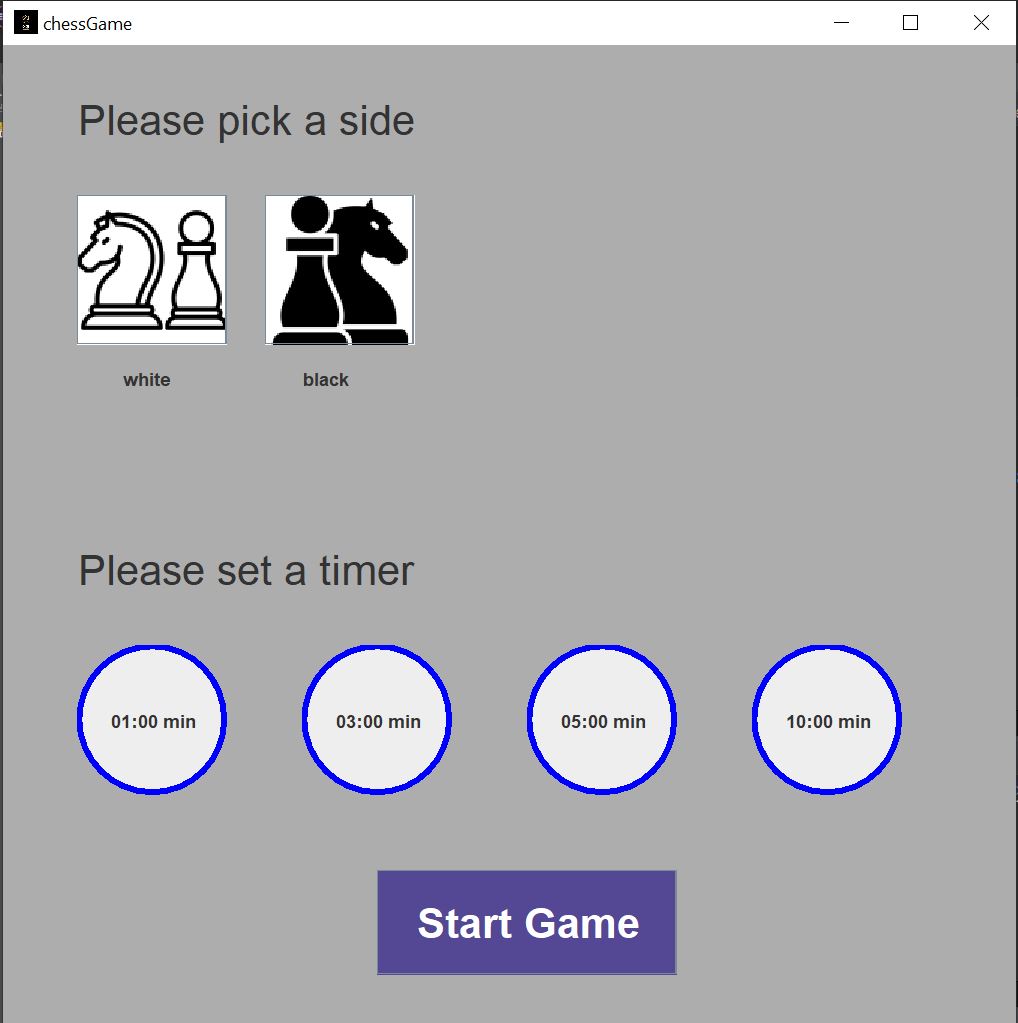 chessGame
Please pick a side
white
black
Please set a timer
01:00 min
03:00 min
05:00 min
10:00 min
Start Game